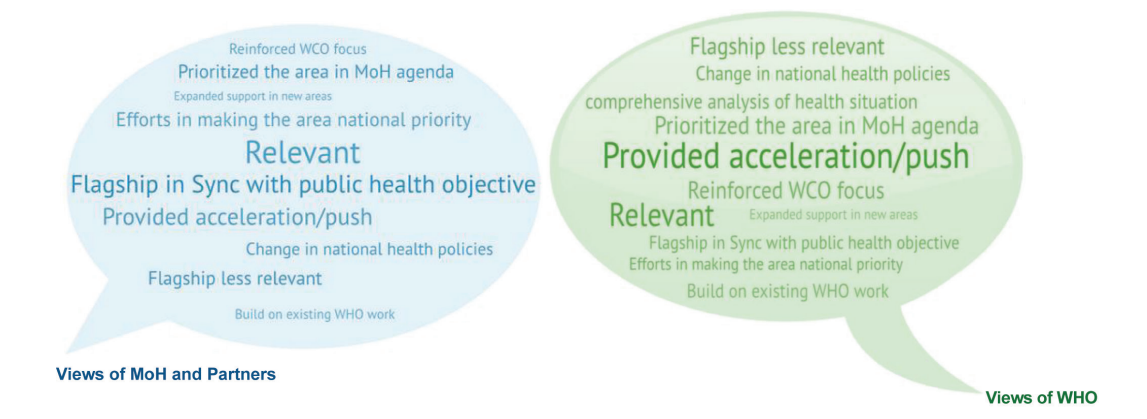 Reinforced WCO focus
Prioritized the area in MoH agenda
Expanded support in new areas
Efforts in making the area national priority
Relevant
Flagship in Sync with public health objective
Provided acceleration/push
Change in national health policies
Flagship less relevant
Build on existing WHO work
Views of MoH and Partners
Flagship less relevant
Change in national health policies
comprehensive analysis of health situation
Prioritized the area in MoH agenda
Provided acceleration/push
Reinforced WCO focus
Relevant Expanded support in new areas
Flagship in Sync with public health objective
Efforts in making the area national priority
Build on existing WHO work
Views of WHO